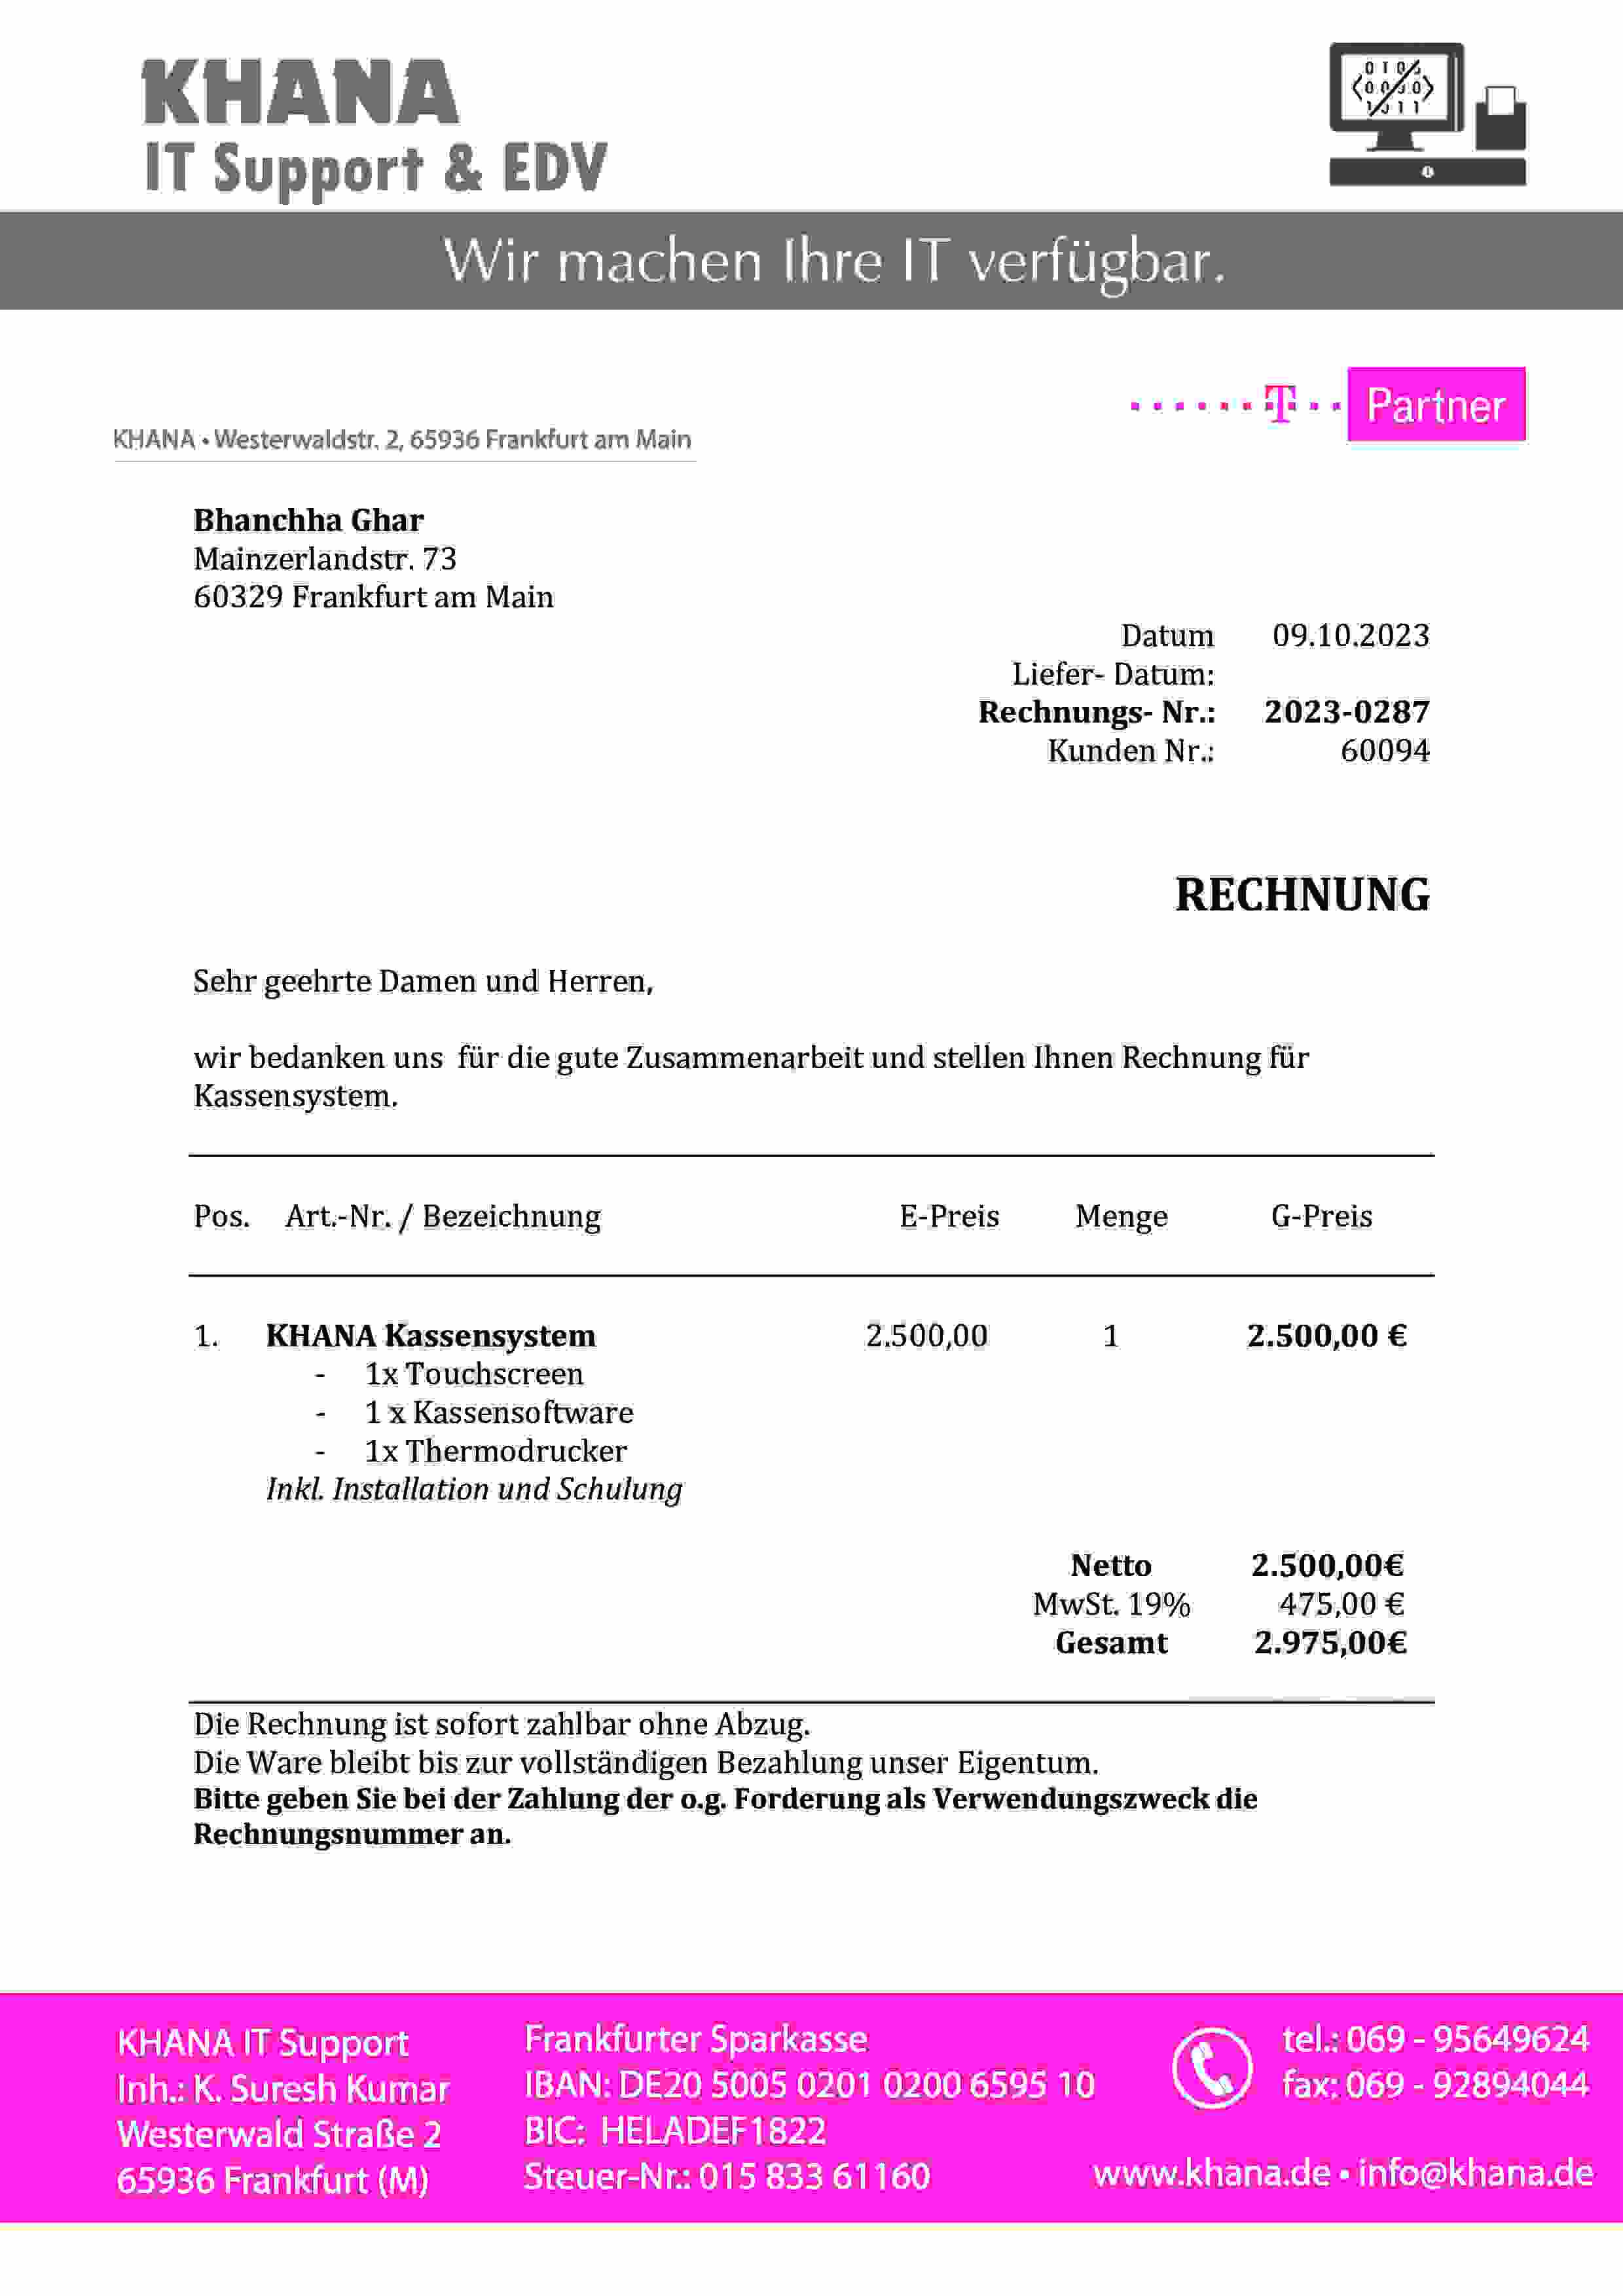 KHANA
IT Support & EDV
Wir machen Ihre IT verfügbar.
T Partner
KHANA • Westerwaldstr. 2, 65936 Frankfurt am Main
Bhanchha Ghar
Mainzerlandstr. 73
60329 Frankfurt am Main
Datum 09.10.2023
Liefer- Datum:
Rechnungs- Nr.: 2023-0287
Kunden Nr.: 60094
RECHNUNG
Sehr geehrte Damen und Herren,
wir bedanken uns für die gute Zusammenarbeit und stellen Ihnen Rechnung für
Kassensystem.
Pos. Art.-Nr. / Bezeichnung E-Preis Menge G-Preis
1. KHANA Kassensystem 2.500,00 1 2.500,00 €
- 1x Touchscreen
- 1 x Kassensoftware
- 1x Thermodrucker
Inkl. Installation und Schulung
Netto 2.500,00€
MwSt. 19% 475,00 €
Gesamt 2.975,00€
Die Rechnung ist sofort zahlbar ohne Abzug.
Die Ware bleibt bis zur vollständigen Bezahlung unser Eigentum.
Bitte geben Sie bei der Zahlung der o.g. Forderung als Verwendungszweck die
Rechnungsnummer an.
KHANA IT Support
Inh.: K. Suresh Kumar
Westerwald Straße 2
65936 Frankfurt (M)
Frankfurter Sparkasse
IBAN: DE20 5005 0201 0200 6595 10
BIC: HELADEF1822
Steuer-Nr.: 015 833 61160
tel.: 069 - 95649624
fax: 069 - 92894044
www.khana.de • info@khana.de